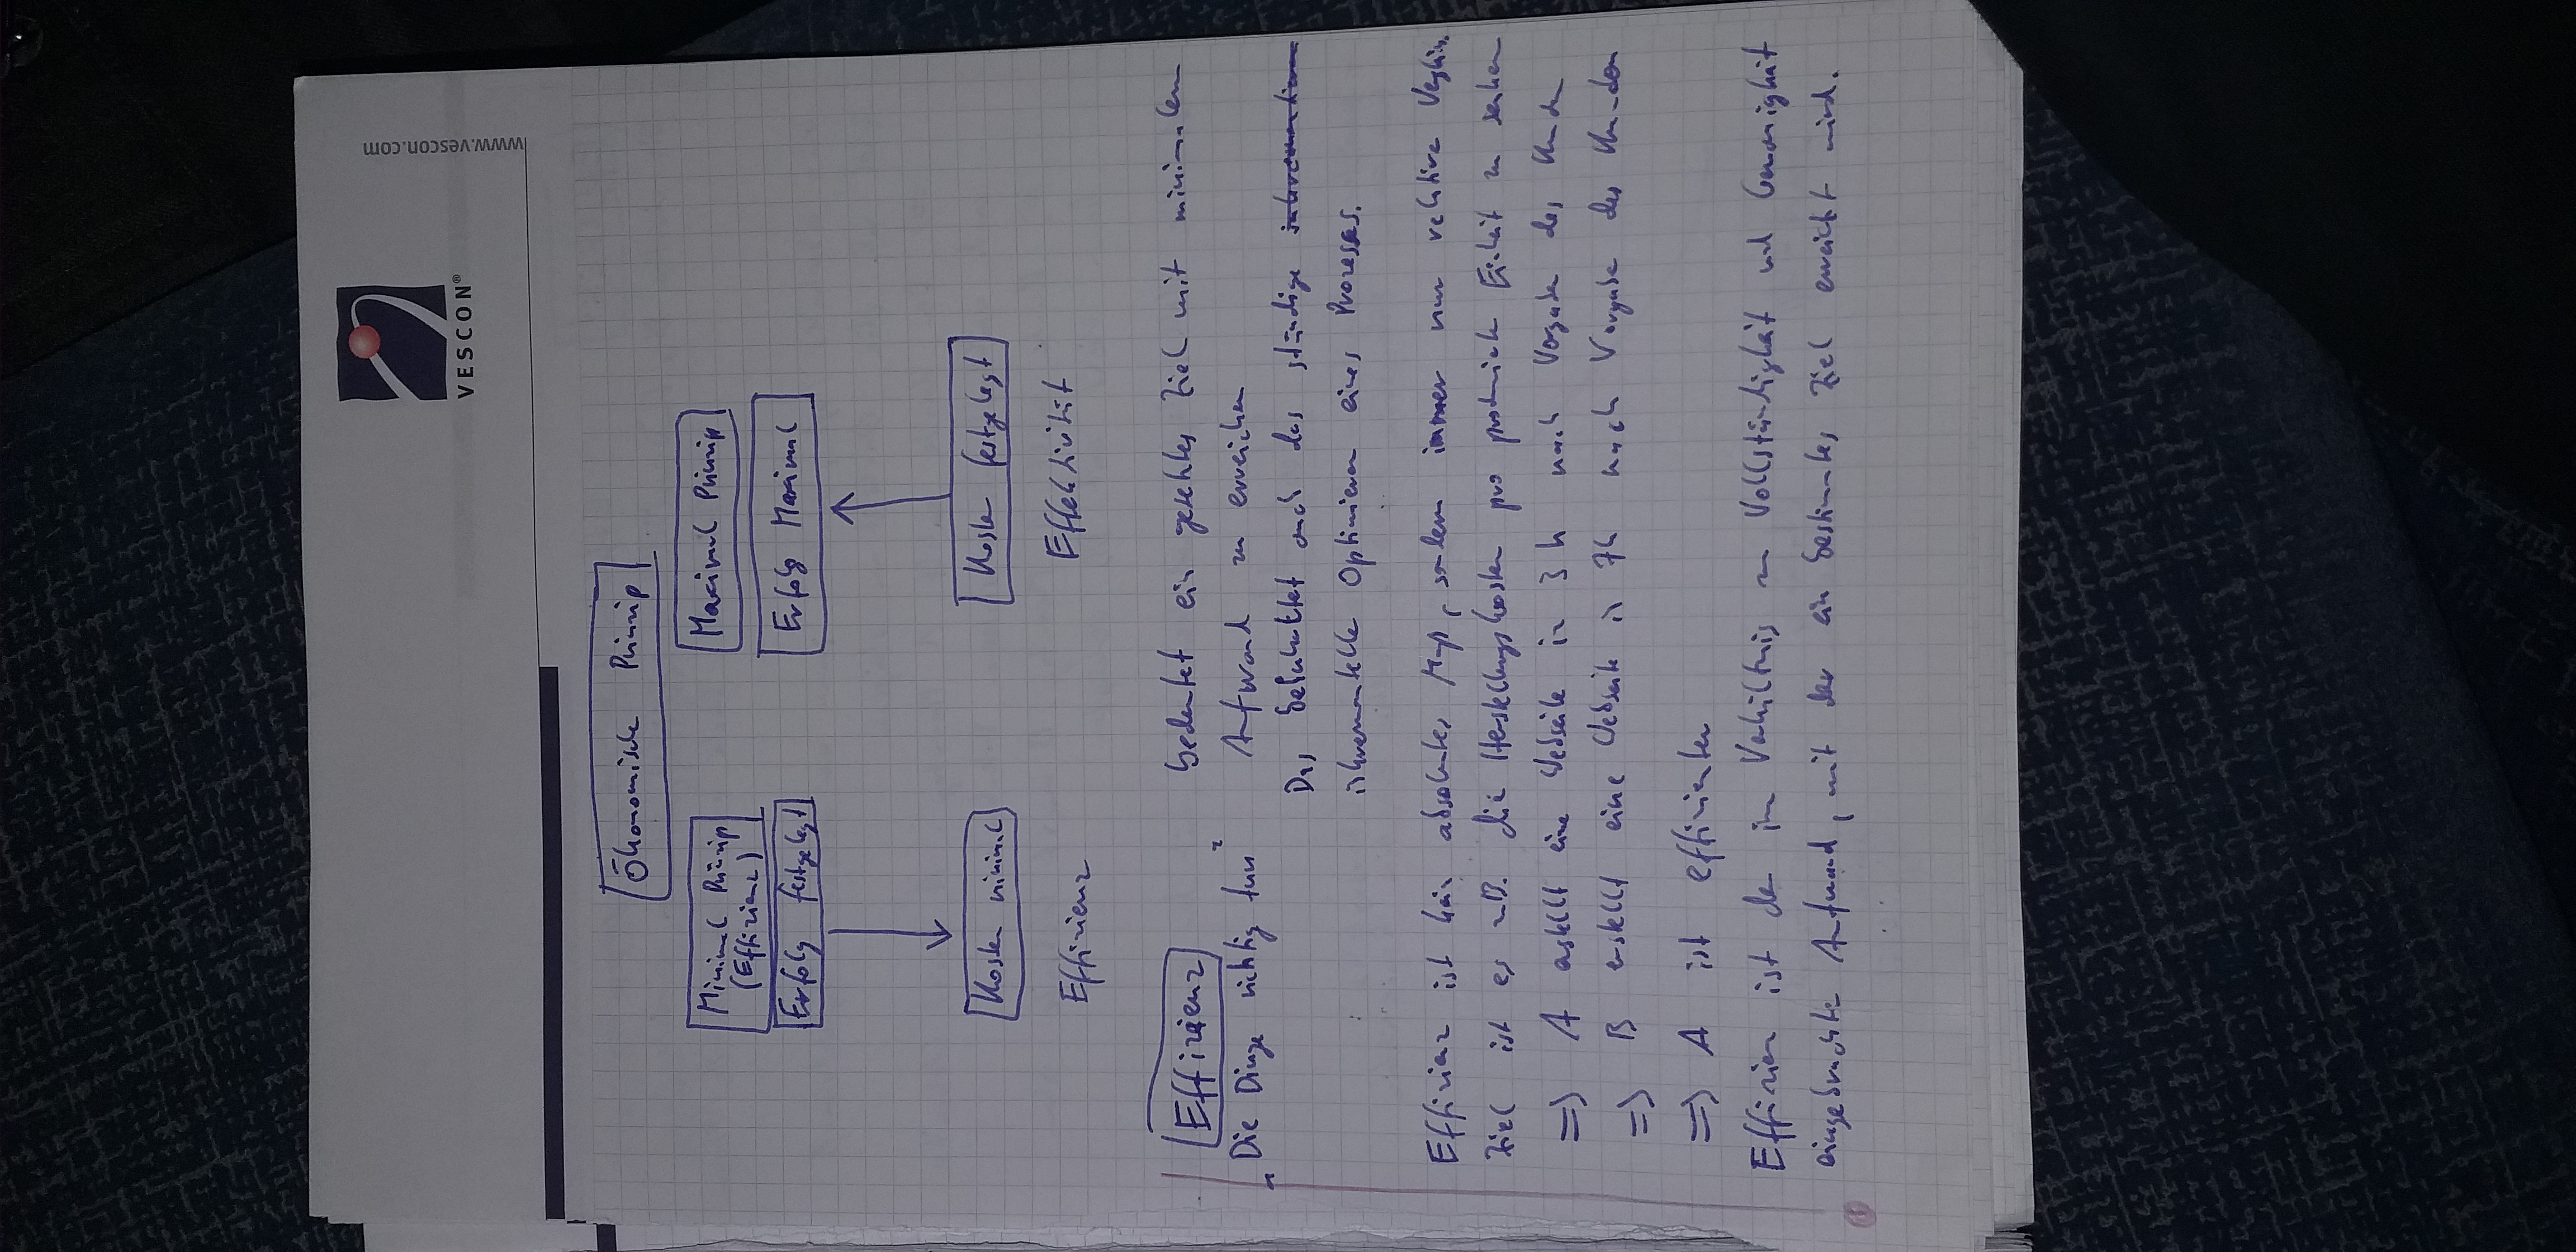 VESCON®
www.vescon.com
Ökonomische Prinzip
Minimal Prinzip
(Effizienz)
Maximal Prinzip
Erfolg festgelegt
Erfolg Maximal
Kosten minimal
Kosten festgelegt
Effizienz
Effektivität
Effizienz
bedeutet ein gesetztes Ziel mit minimalem
„Die Dinge richtig tun"
Aufwand zu erreichen
Das beinhaltet auch das ständige
inkrementelle Optimieren eines Prozesses.
Effizienz ist kein absolutes Maß, sondern immer nur relative
Ziel ist es z.B. die Herstellungskosten pro produzierte Einheit zu senken
=> A erstellt eine Webseite in 3 h nach Vorgaben des Kunden
=> B erstellt eine Webseite in 7h nach Vorgabe des Kunden
=> A ist effizienter
Effizienz ist der im Verhältnis zu Vollständigkeit und Genauigkeit
eingebrachte Aufwand, mit der ein bestimmtes Ziel erreicht wird.